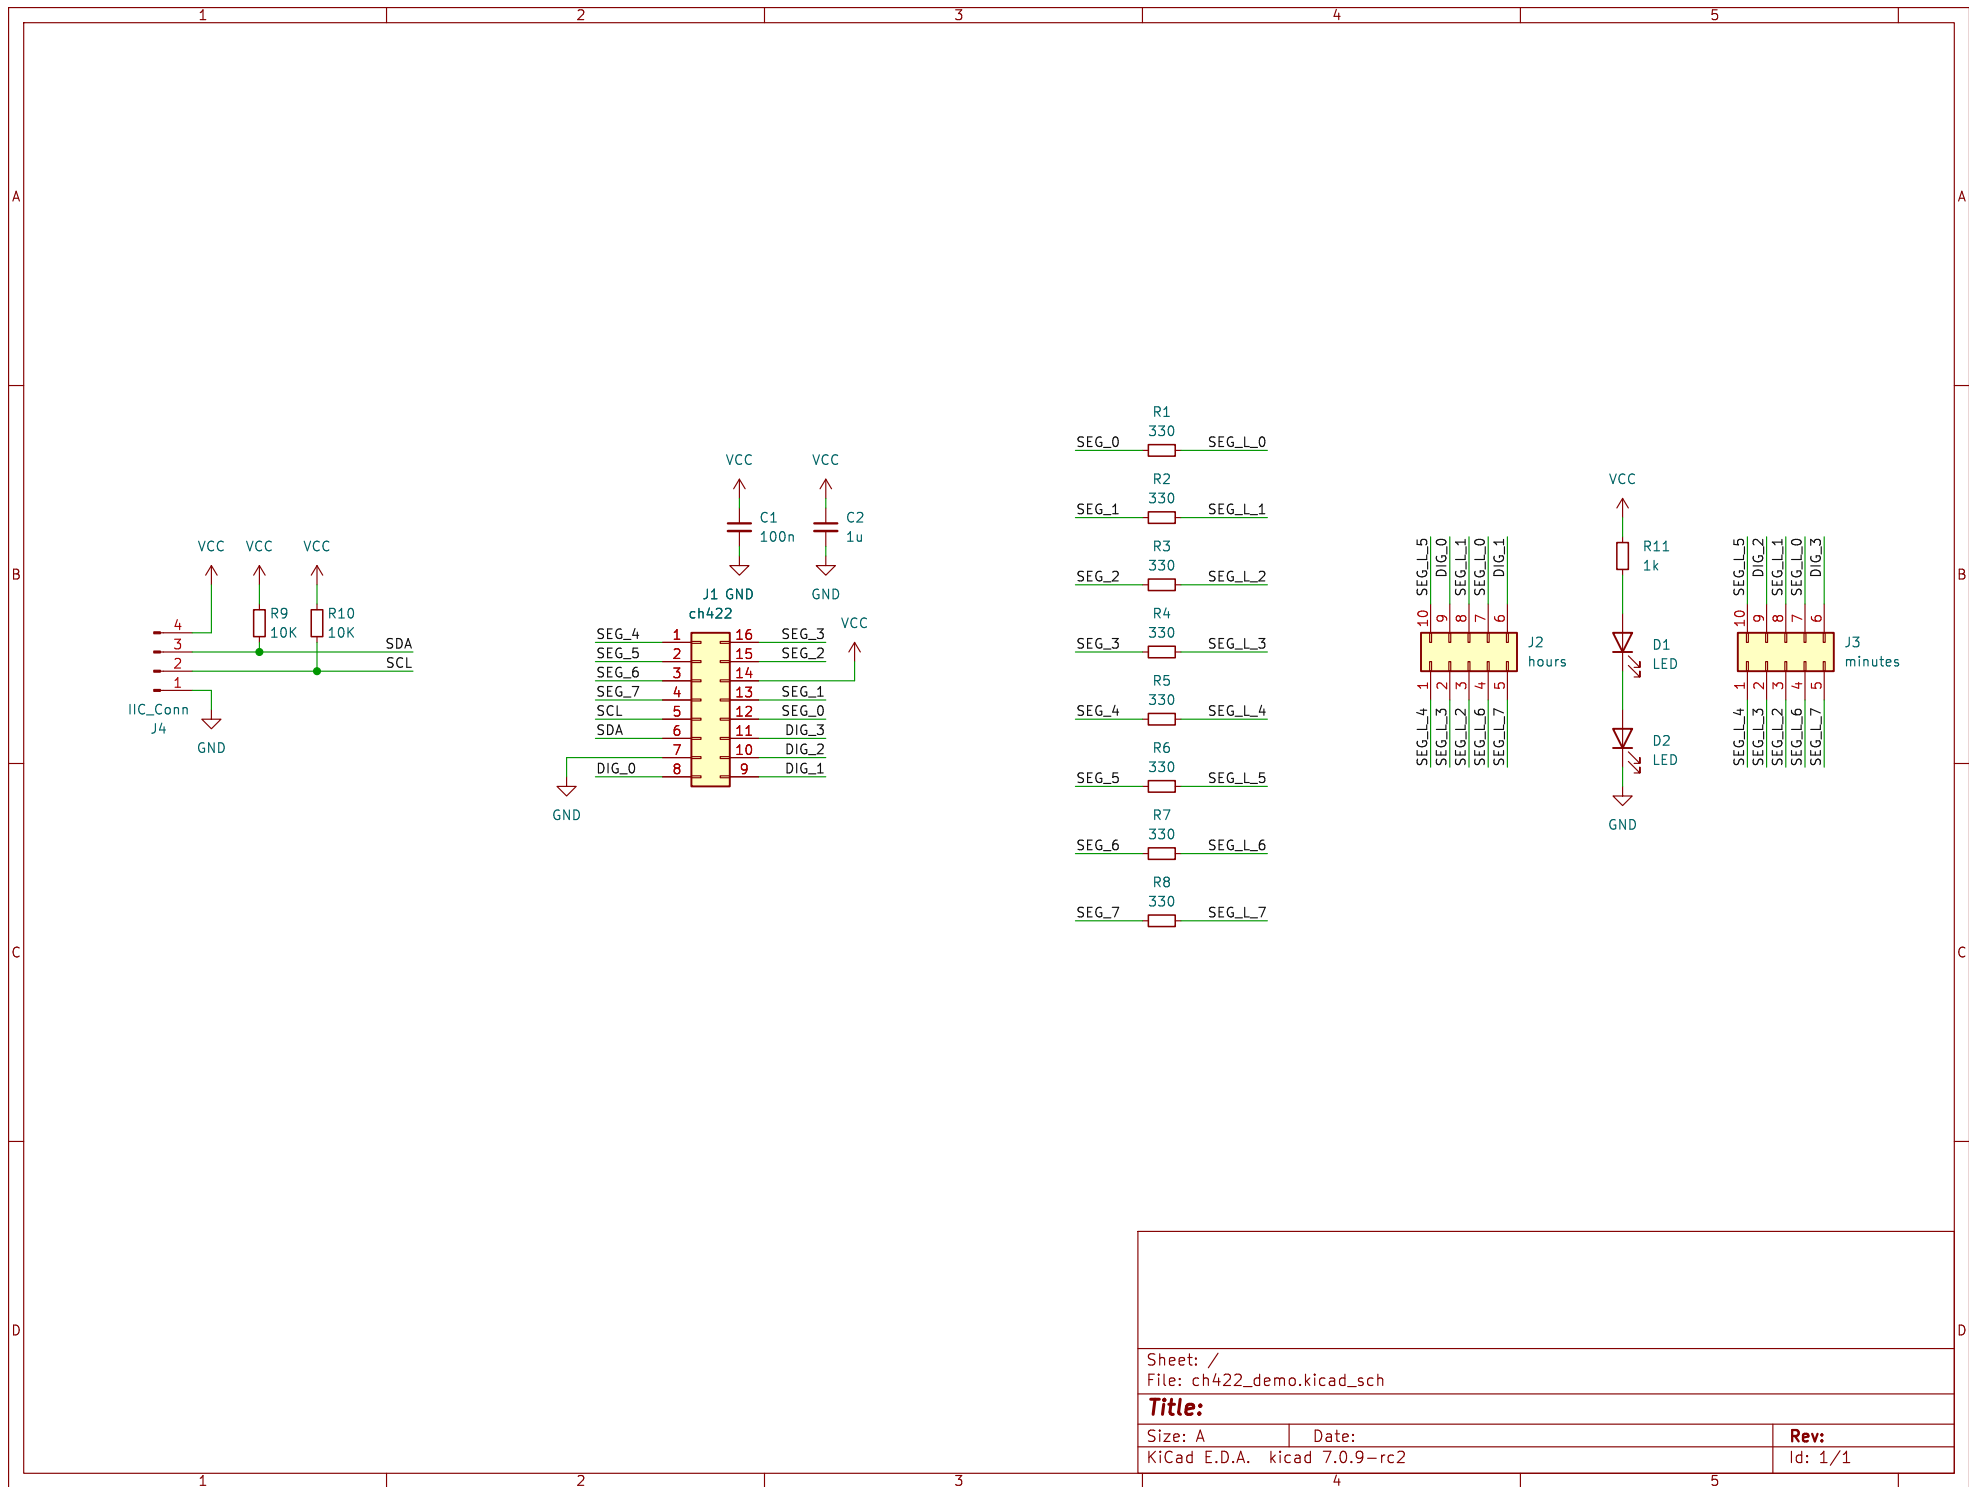 1 2 3 4 5
A A
R1
330
SEG_0 SEG_L_0
R2
330
SEG_1 SEG_L_1
R3
330
SEG_2 SEG_L_2
R4
330
SEG_3 SEG_L_3
R5
330
SEG_4 SEG_L_4
R6
330
SEG_5 SEG_L_5
R7
330
SEG_6 SEG_L_6
R8
330
SEG_7 SEG_L_7
VCC VCC
C1
100n
C2
1u
GND
GND
J1
ch422
VCC
SEG_4 1 16 SEG_3
SEG_5 2 15 SEG_2
SEG_6 3 14
SEG_7 4 13 SEG_1
SCL 5 12 SEG_0
SDA 6 11 DIG_3
7 10 DIG_2
DIG_0 8 9 DIG_1
GND
B B
VCC VCC VCC
R9
10K
R10
10K
4
3 SDA
2 SCL
1
IIC_Conn
J4
GND
SEG_L_5 DIG_0 SEG_L_1 SEG_L_0 DIG_1
10 9 8 7 6
J2
hours
1 2 3 4 5
SEG_L_4 SEG_L_3 SEG_L_2 SEG_L_6 SEG_L_7
VCC
R11
1k
D1
LED
D2
LED
GND
SEG_L_5 DIG_2 SEG_L_1 SEG_L_0 DIG_3
10 9 8 7 6
J3
minutes
1 2 3 4 5
SEG_L_4 SEG_L_3 SEG_L_2 SEG_L_6 SEG_L_7
C C
D D
Sheet: /
File: ch422_demo.kicad_sch
Title:
Size: A Date: Rev:
KiCad E.D.A. kicad 7.0.9-rc2 Id: 1/1
1 2 3 4 5